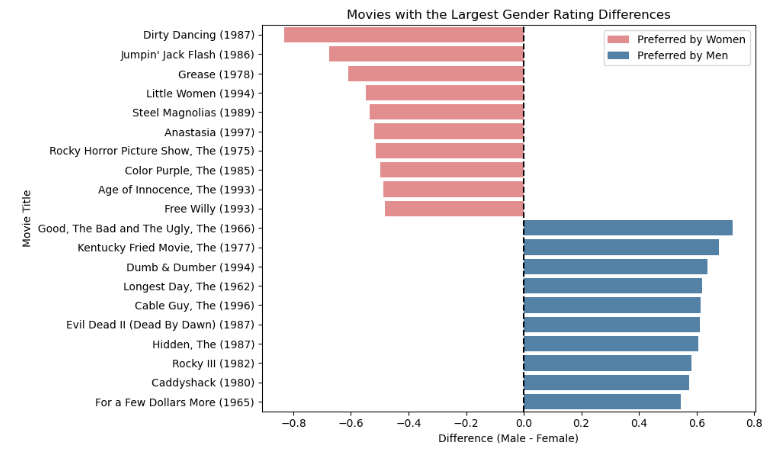 Movies with the Largest Gender Rating Differences
Preferred by Women
Preferred by Men
Movie Title
Dirty Dancing (1987)
Jumpin' Jack Flash (1986)
Grease (1978)
Little Women (1994)
Steel Magnolias (1989)
Anastasia (1997)
Rocky Horror Picture Show, The (1975)
Color Purple, The (1985)
Age of Innocence, The (1993)
Free Willy (1993)
Good, The Bad and The Ugly, The (1966)
Kentucky Fried Movie, The (1977)
Dumb & Dumber (1994)
Longest Day, The (1962)
Cable Guy, The (1996)
Evil Dead II (Dead By Dawn) (1987)
Hidden, The (1987)
Rocky III (1982)
Caddyshack (1980)
For a Few Dollars More (1965)
−0.8 −0.6 −0.4 −0.2 0.0 0.2 0.4 0.6 0.8
Difference (Male - Female)